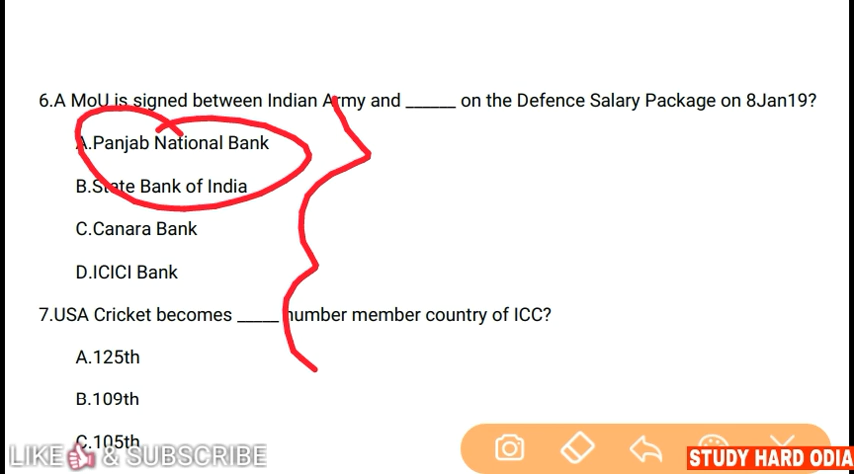 6.A MoU is signed between Indian Army and ______ on the Defence Salary Package on 8Jan19?
A.Panjab National Bank
B.State Bank of India
C.Canara Bank
D.ICICI Bank
7.USA Cricket becomes _____ number member country of ICC?
A.125th
B.109th
C.105th
LIKE & SUBSCRIBE
STUDY HARD ODIA